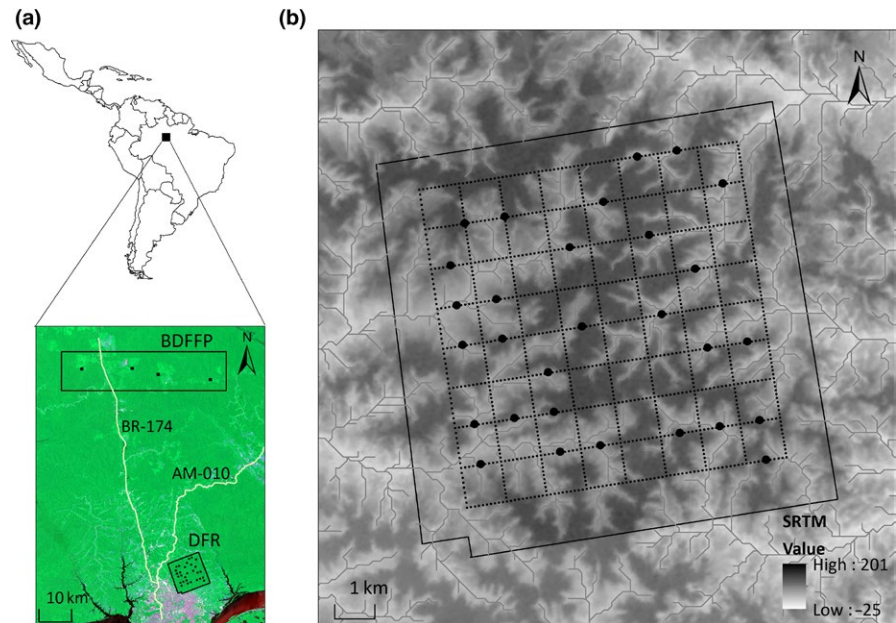 (a)
BDFFP
N
BR-174
AM-010
DFR
10 km
(b)
N
1 km
SRTM
Value
High : 201
Low : -25